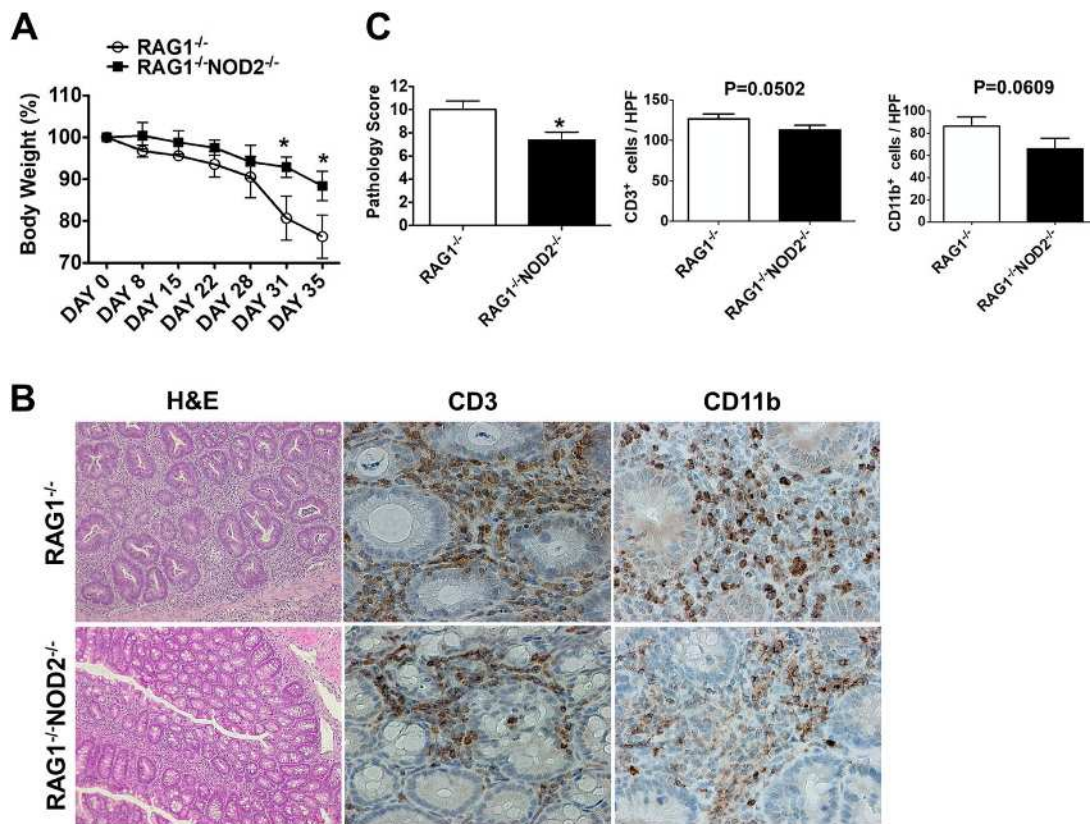 A
RAG1-/-
RAG1-/-NOD2-/-
Body Weight (%)
110
100
90
80
70
*
*
DAY 0
DAY 8
DAY 15
DAY 22
DAY 28
DAY 31
DAY 35
C
Pathology Score
12
10
8
6
4
2
0
*
RAG1-/-
RAG1-/-NOD2-/-
P=0.0502
CD3+ cells / HPF
150
100
50
0
RAG1-/-
RAG1-/-NOD2-/-
P=0.0609
CD11b+ cells / HPF
100
80
60
40
20
0
RAG1-/-
RAG1-/-NOD2-/-
B
H&E
CD3
CD11b
RAG1-/-
RAG1-/-NOD2-/-